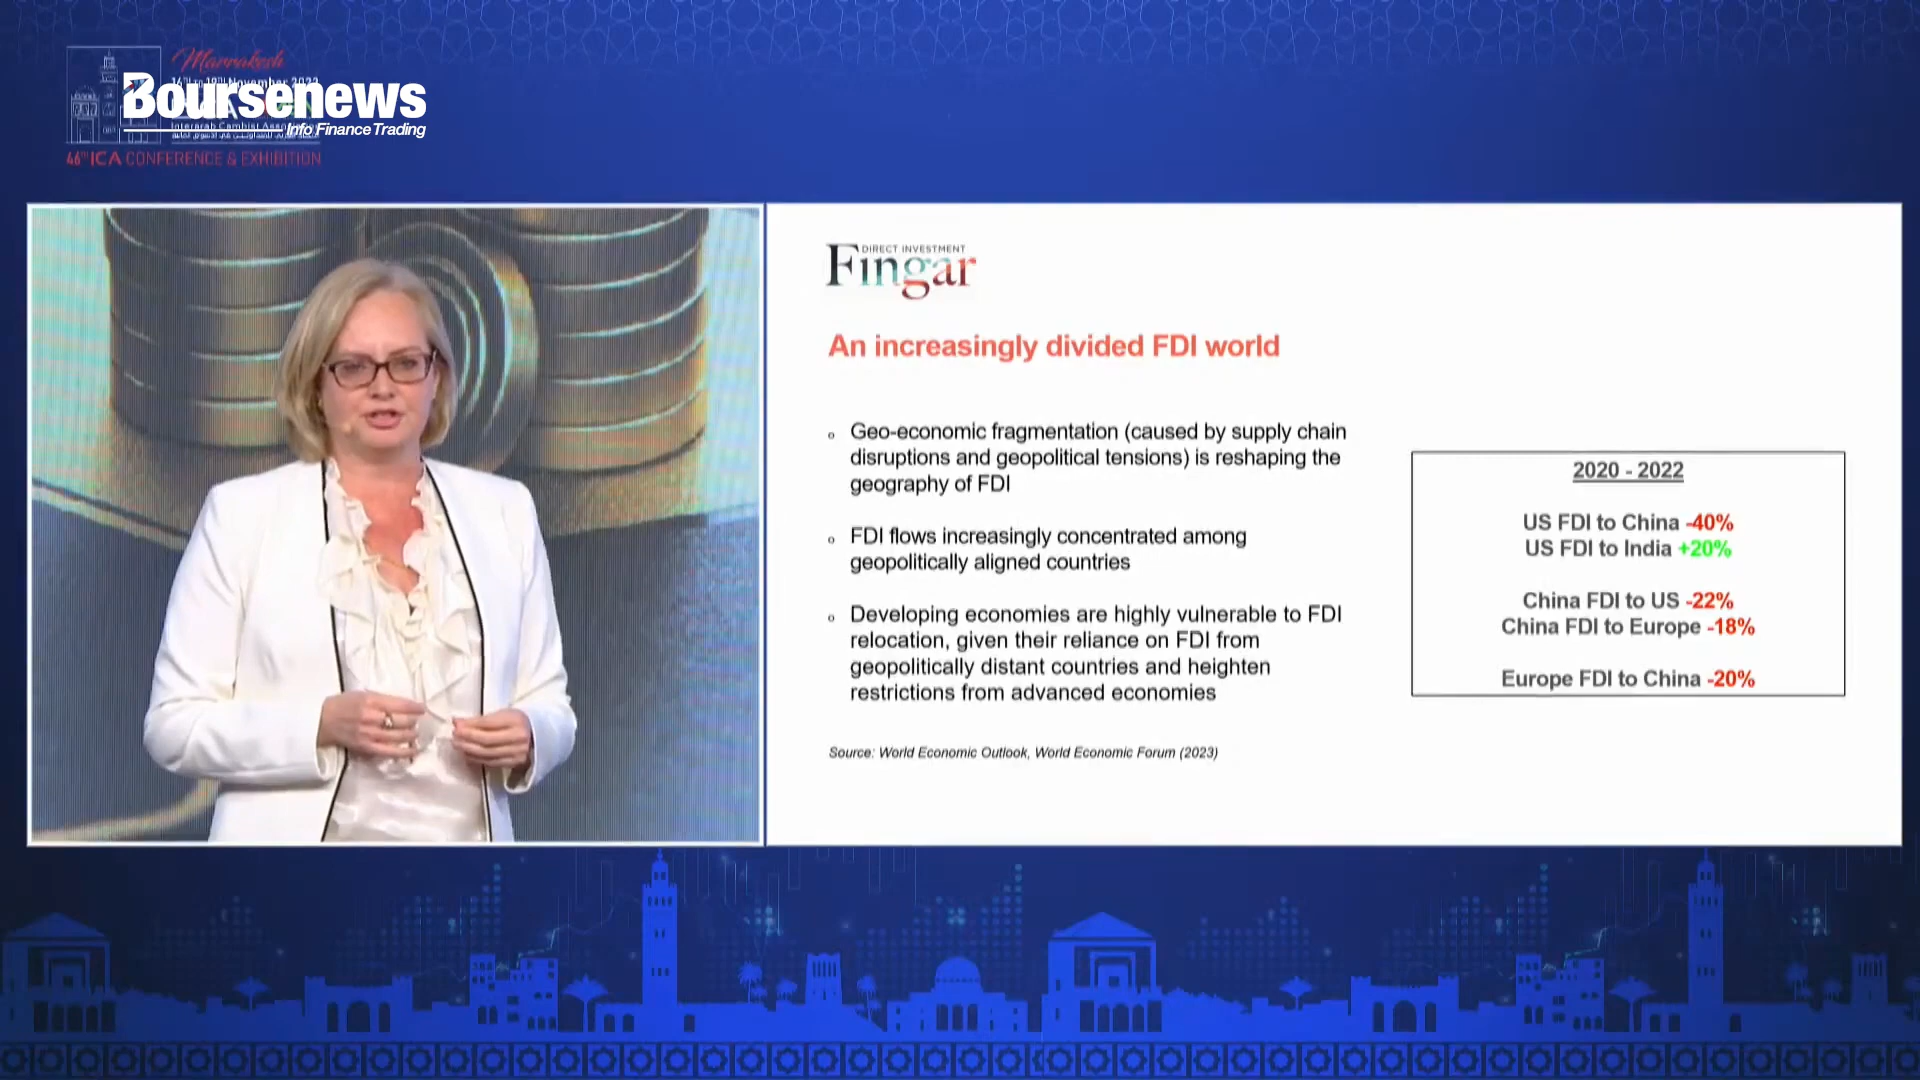 Marrakesh
Boursenews
Info Finance Trading
46TH ICA CONFERENCE & EXHIBITION
DIRECT INVESTMENT
Fingar
An increasingly divided FDI world
o Geo-economic fragmentation (caused by supply chain
disruptions and geopolitical tensions) is reshaping the
geography of FDI
o FDI flows increasingly concentrated among
geopolitically aligned countries
o Developing economies are highly vulnerable to FDI
relocation, given their reliance on FDI from
geopolitically distant countries and heighten
restrictions from advanced economies
Source: World Economic Outlook, World Economic Forum (2023)
2020 - 2022
US FDI to China -40%
US FDI to India +20%
China FDI to US -22%
China FDI to Europe -18%
Europe FDI to China -20%